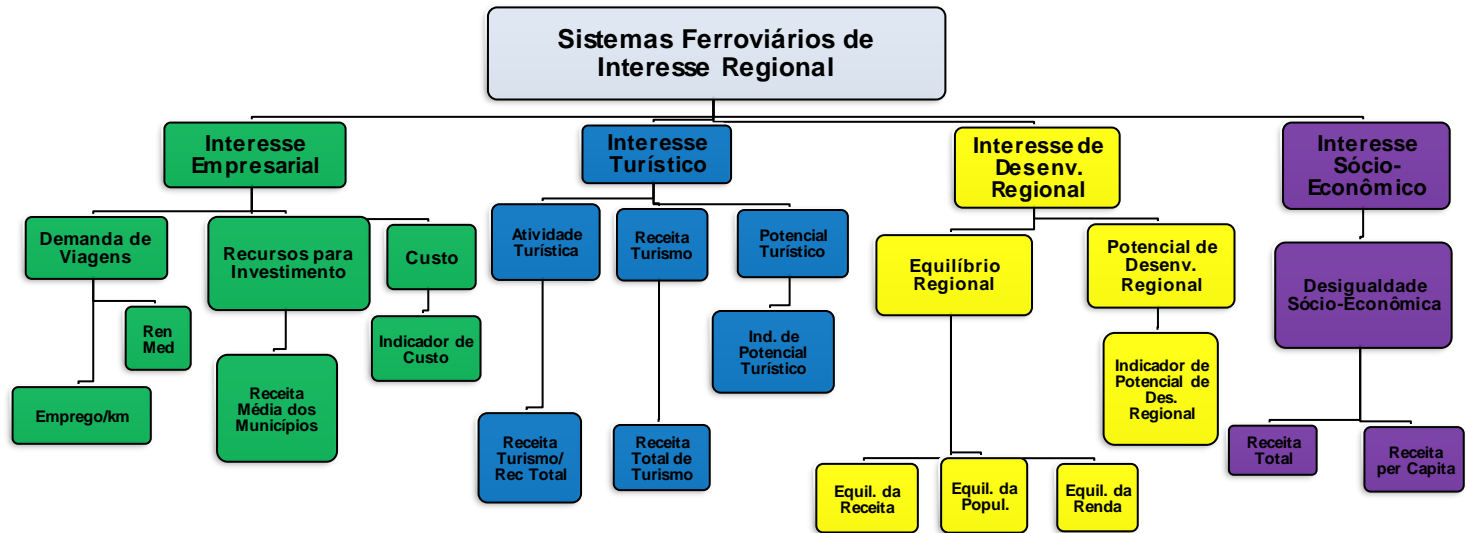 Sistemas Ferroviários de
Interesse Regional
Interesse
Empresarial
Interesse
Turístico
Interesse de
Desenv.
Regional
Interesse
Sócio-
Econômico
Demanda de
Viagens
Recursos para
Investimento
Custo
Atividade
Turística
Receita
Turismo
Potencial
Turístico
Equilíbrio
Regional
Potencial de
Desenv.
Regional
Desigualdade
Sócio-Econômica
Ren
Med
Indicador de
Custo
Ind. de
Potencial
Turístico
Indicador de
Potencial de
Des.
Regional
Emprego/km
Receita
Média dos
Municípios
Receita
Turismo/
Rec Total
Receita
Total de
Turismo
Receita
Total
Receita
per Capita
Equil. da
Receita
Equil. da
Popul.
Equil. da
Renda